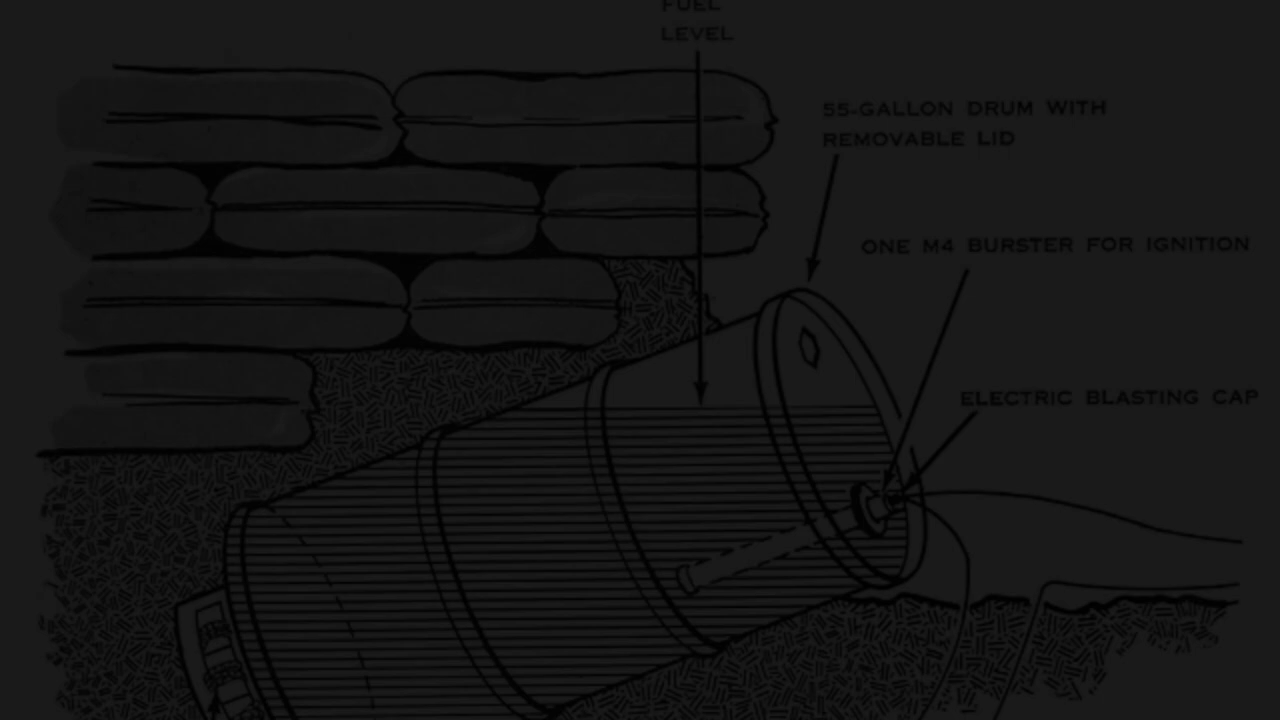 FUEL
LEVEL
55-GALLON DRUM WITH
REMOVABLE LID
ONE M4 BURSTER FOR IGNITION
ELECTRIC BLASTING CAP